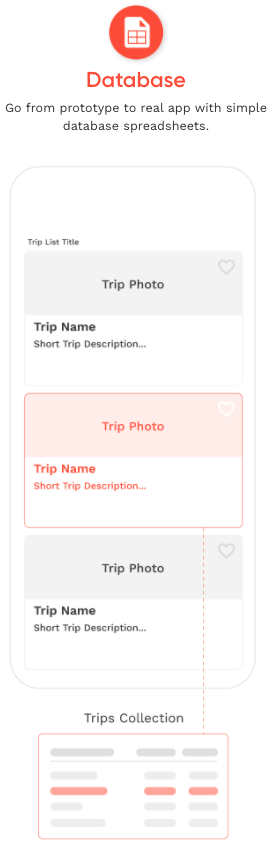 Database
Go from prototype to real app with simple
database spreadsheets.
Trip List Title
Trip Photo
Trip Name
Short Trip Description...
Trip Photo
Trip Name
Short Trip Description...
Trip Photo
Trip Name
Short Trip Description...
Trips Collection